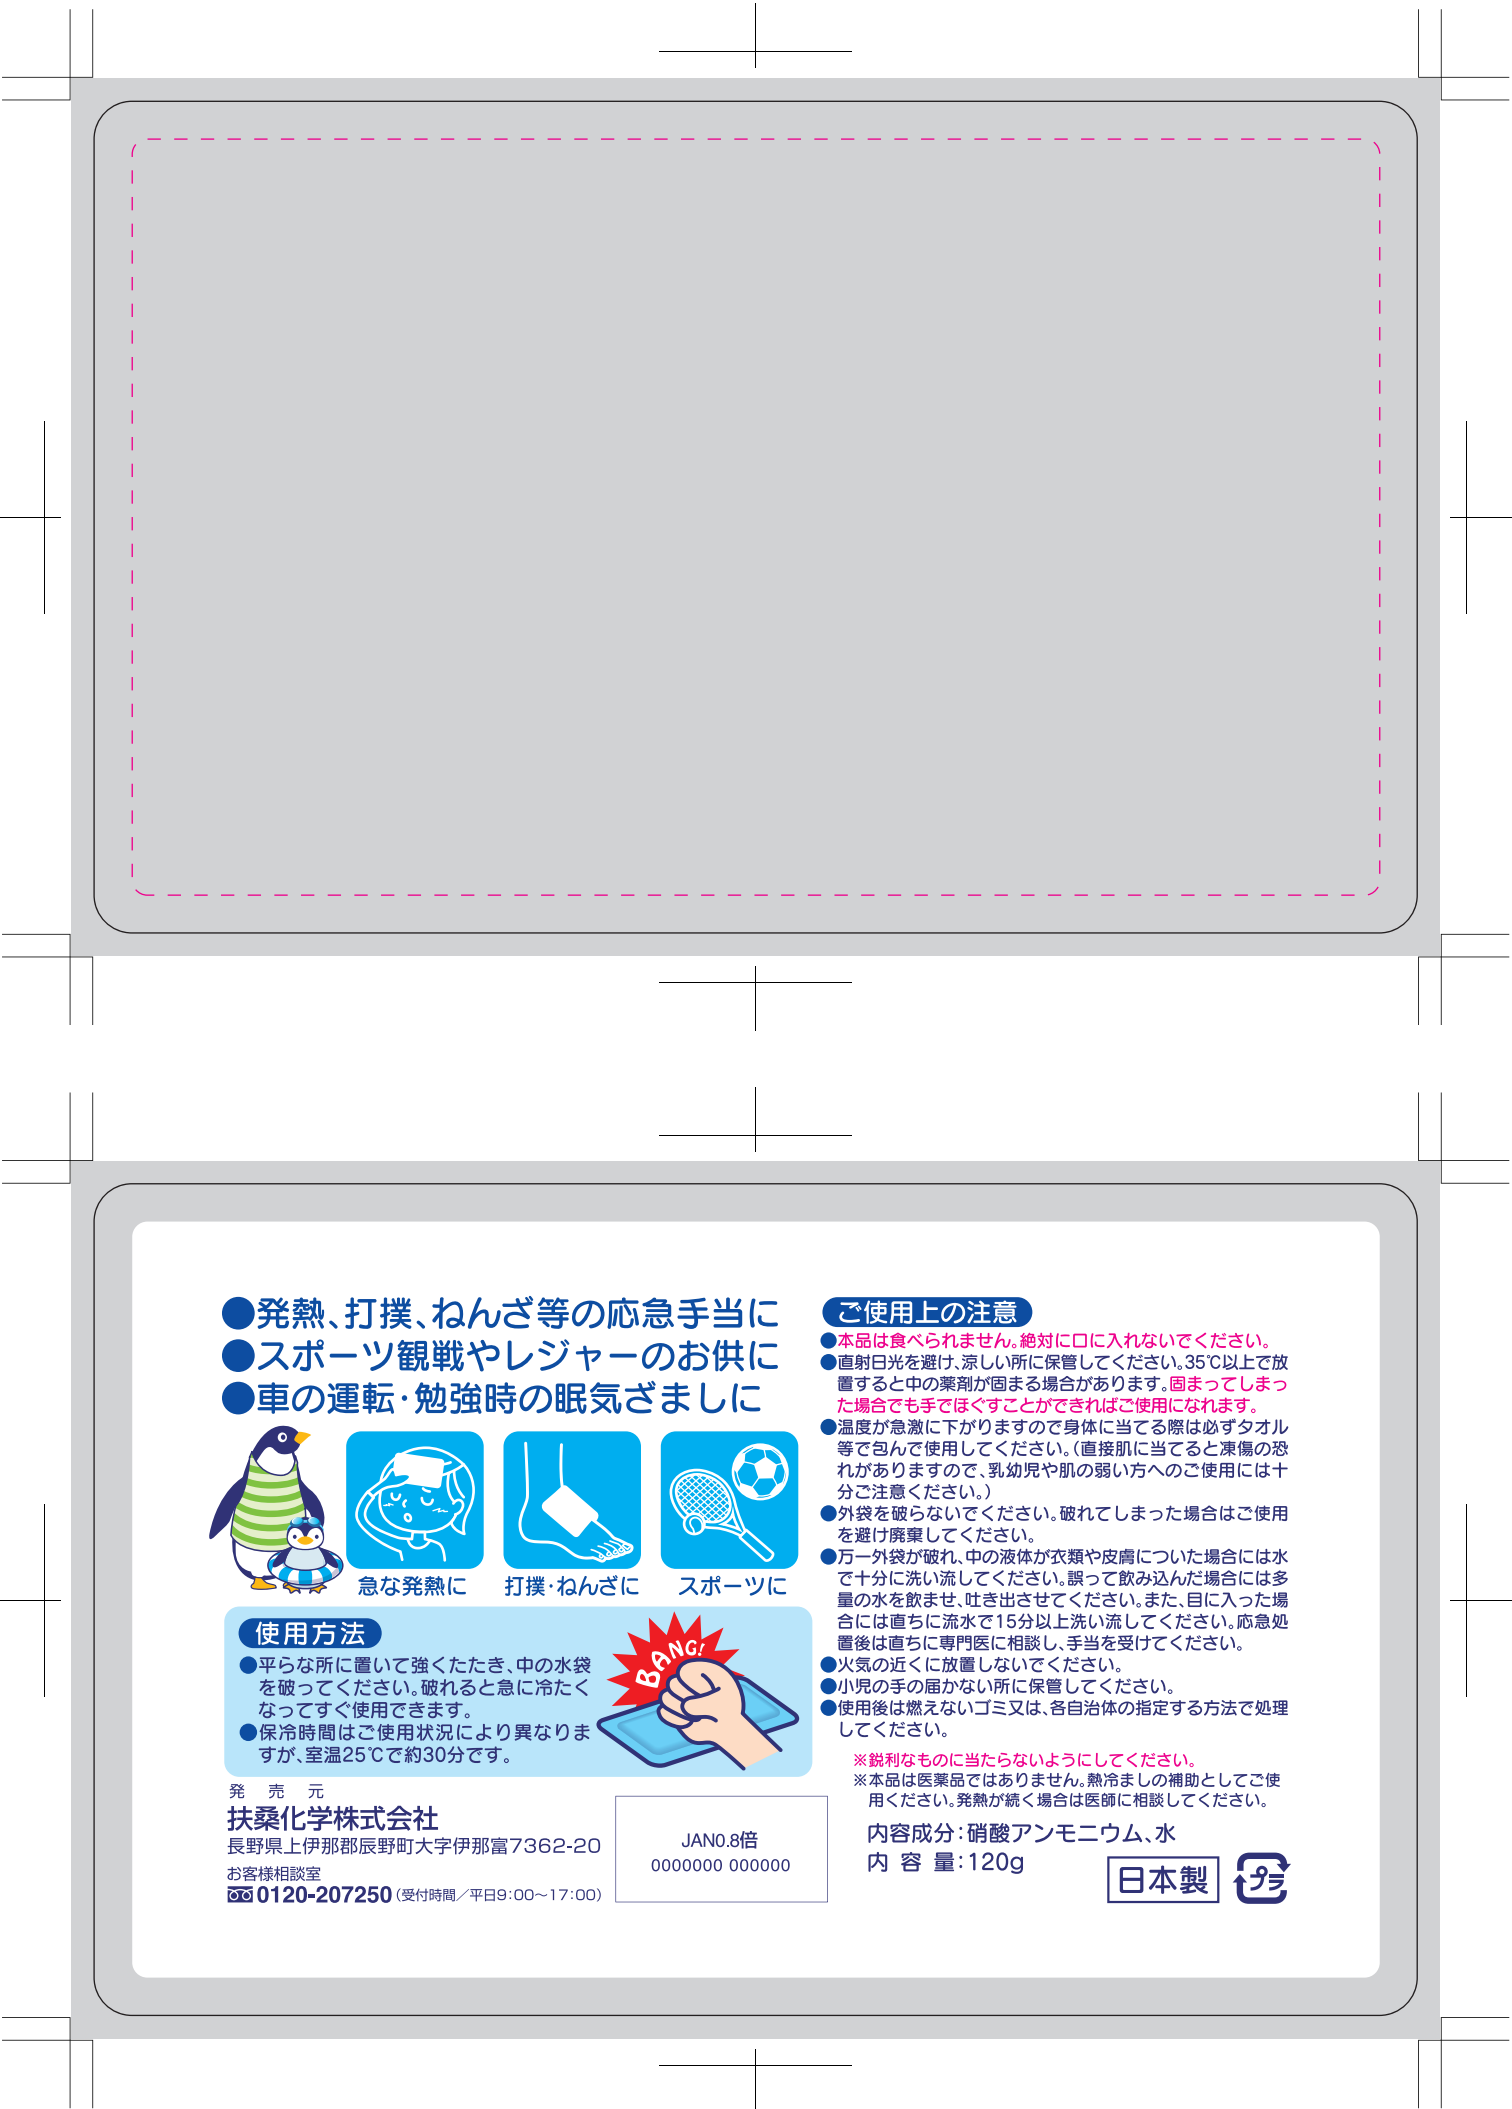 ●発熱、打撲、ねんざ等の応急手当に
●スポーツ観戦やレジャーのお供に
●車の運転・勉強時の眠気ざましに
急な発熱に
打撲・ねんざに
スポーツに
使用方法
●平らな所に置いて強くたたき、中の水袋
を破ってください。破れると急に冷たく
なってすぐ使用できます。
●保冷時間はご使用状況により異なりま
すが、室温25℃で約30分です。
BANG!
発売元
扶桑化学株式会社
長野県上伊那郡辰野町大字伊那富7362-20
お客様相談室
0120-207250（受付時間／平日9：00〜17：00）
JAN0.8倍
0000000 000000
ご使用上の注意
●本品は食べられません。絶対に口に入れないでください。
●直射日光を避け、涼しい所に保管してください。35℃以上で放
置すると中の薬剤が固まる場合があります。固まってしまっ
た場合でも手でほぐすことができればご使用になれます。
●温度が急激に下がりますので身体に当てる際は必ずタオル
等で包んで使用してください。（直接肌に当てると凍傷の恐
れがありますので、乳幼児や肌の弱い方へのご使用には十
分ご注意ください。）
●外袋を破らないでください。破れてしまった場合はご使用
を避け廃棄してください。
●万一外袋が破れ、中の液体が衣類や皮膚についた場合には水
で十分に洗い流してください。誤って飲み込んだ場合には多
量の水を飲ませ、吐き出させてください。また、目に入った場
合には直ちに流水で15分以上洗い流してください。応急処
置後は直ちに専門医に相談し、手当を受けてください。
●火気の近くに放置しないでください。
●小児の手の届かない所に保管してください。
●使用後は燃えないゴミ又は、各自治体の指定する方法で処理
してください。
※鋭利なものに当たらないようにしてください。
※本品は医薬品ではありません。熱冷ましの補助としてご使
用ください。発熱が続く場合は医師に相談してください。
内容成分：硝酸アンモニウム、水
内容量：120g
日本製
プラ